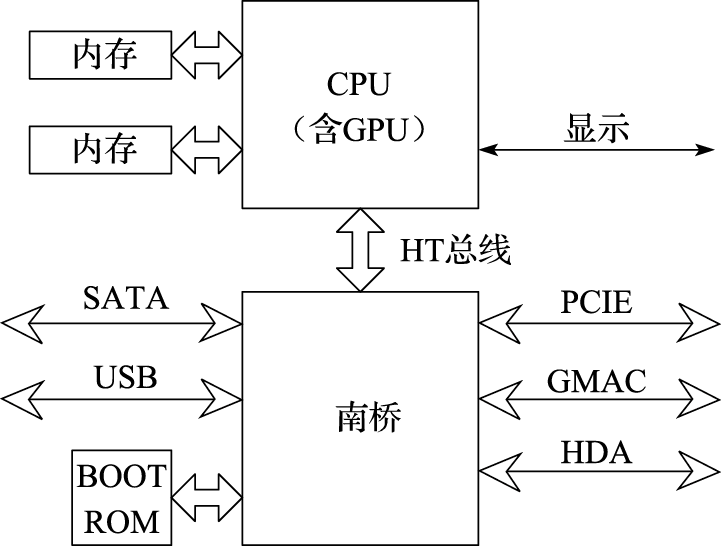 内存
CPU
(含GPU)
内存
显示
HT总线
SATA
PCIE
USB
GMAC
南桥
HDA
BOOT
ROM